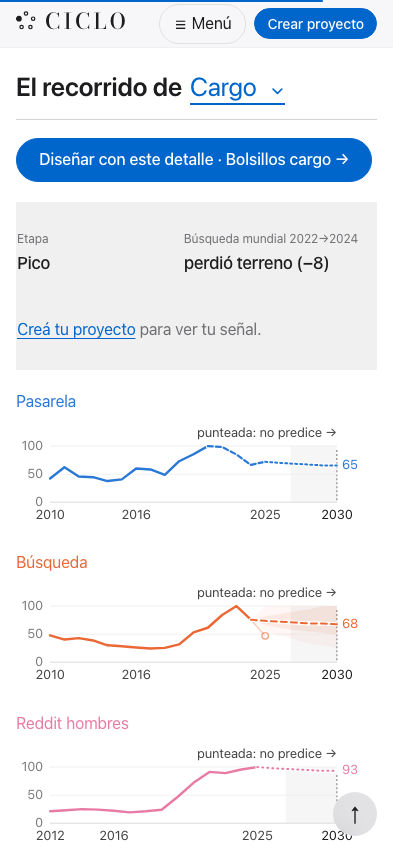 CICLO
≡ Menú
Crear proyecto
El recorrido de Cargo
Diseñar con este detalle · Bolsillos cargo →
Etapa
Búsqueda mundial 2022→2024
Pico
perdió terreno (−8)
Creá tu proyecto para ver tu señal.
Pasarela
punteada: no predice →
100
50
0
65
2010
2016
2025
2030
Búsqueda
punteada: no predice →
100
50
0
68
2010
2016
2025
2030
Reddit hombres
punteada: no predice →
100
50
0
93
2012
2016
2025
2030
↑